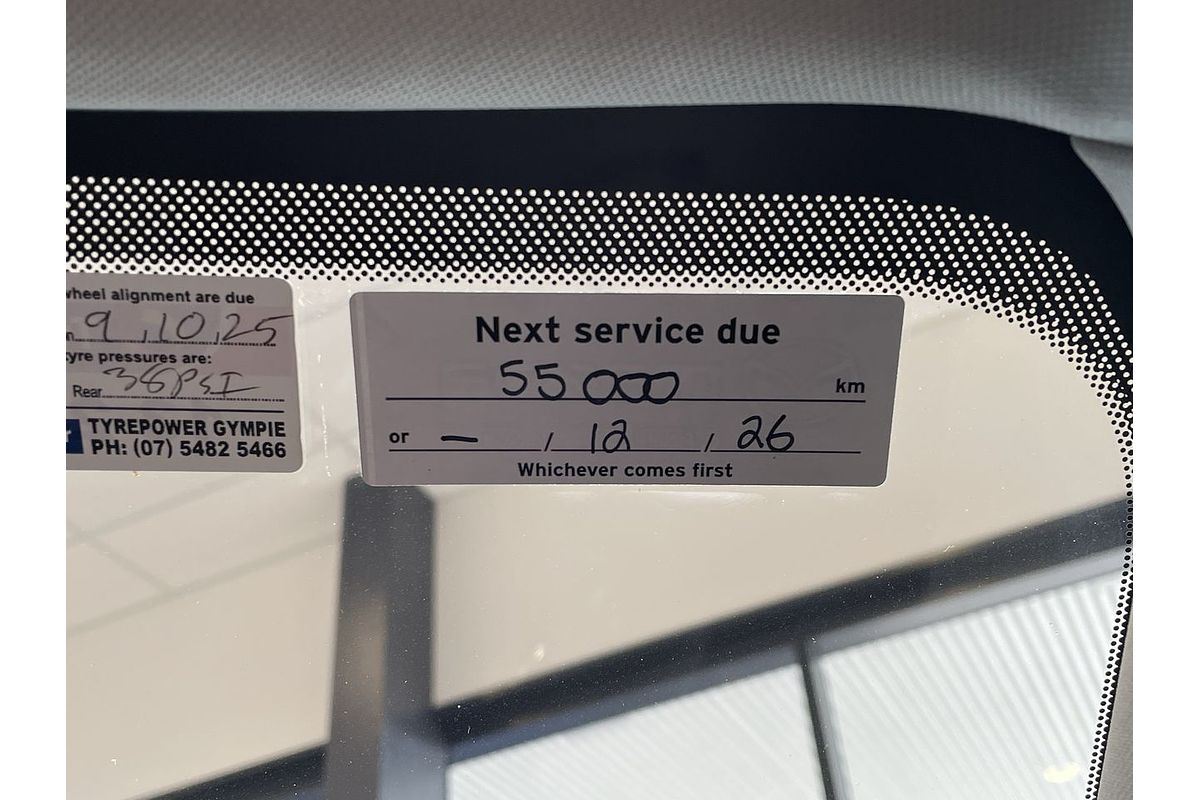 wheel alignment are due
9,10,25
tyre pressures are:
Rear 38PSI
TYREPOWER GYMPIE
PH: (07) 5482 5466
Next service due
55000 km
or - / 12 / 26
Whichever comes first